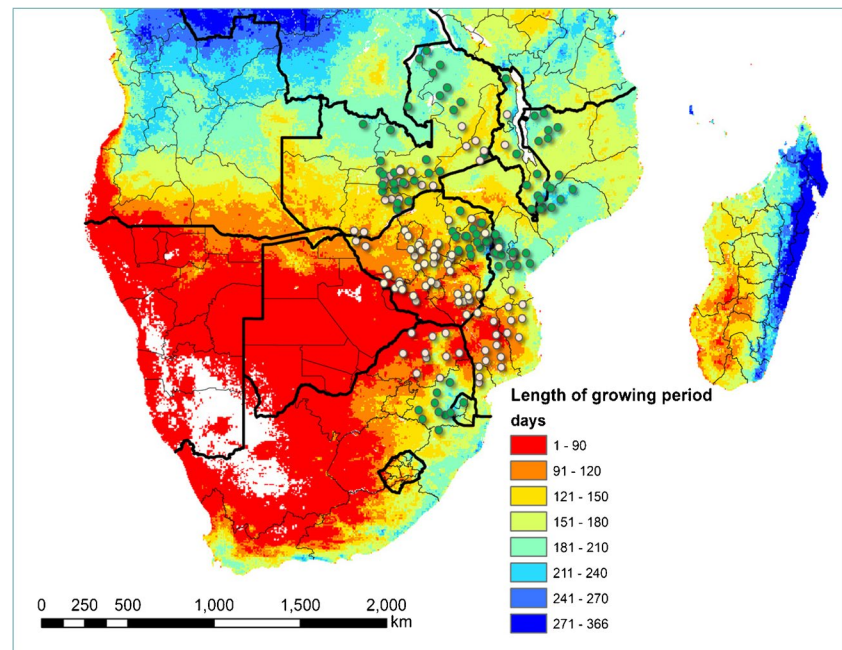 Length of growing period
days
1 - 90
91 - 120
121 - 150
151 - 180
181 - 210
211 - 240
241 - 270
271 - 366
0 250 500 1,000 1,500 2,000
km